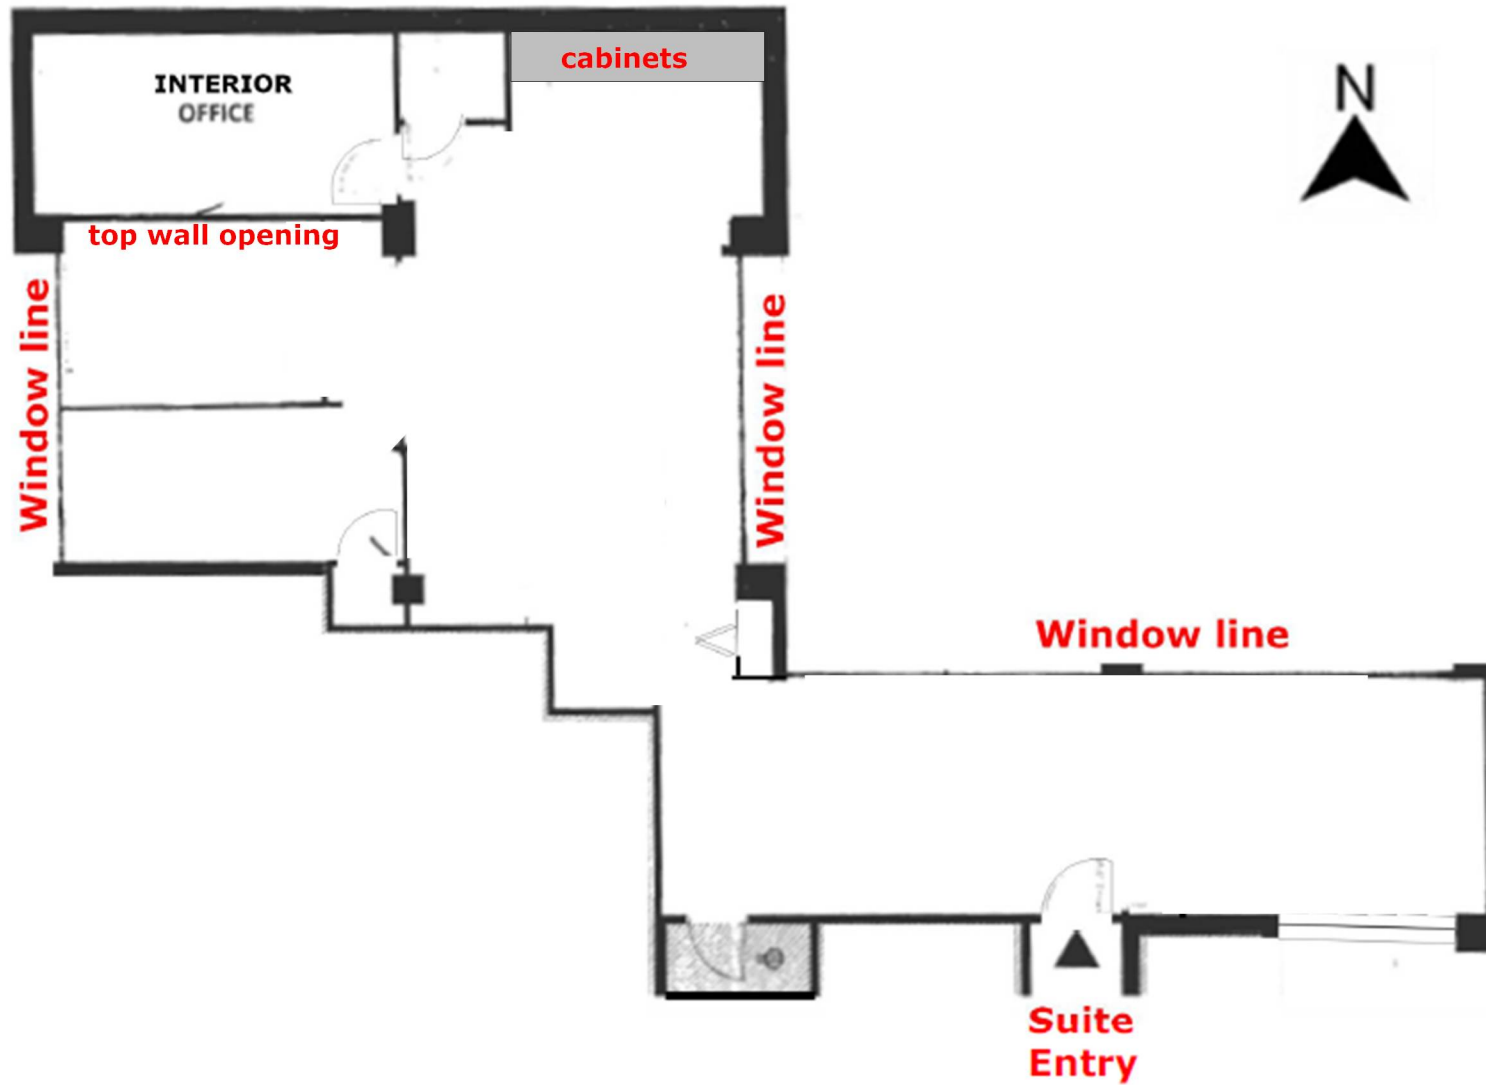 cabinets
N
INTERIOR
OFFICE
top wall opening
Window line
Window line
Window line
Suite
Entry